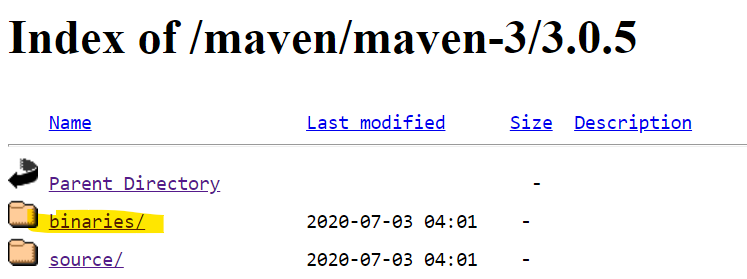 Index of /maven/maven-3/3.0.5
Name Last modified Size Description
Parent Directory -
binaries/ 2020-07-03 04:01 -
source/ 2020-07-03 04:01 -